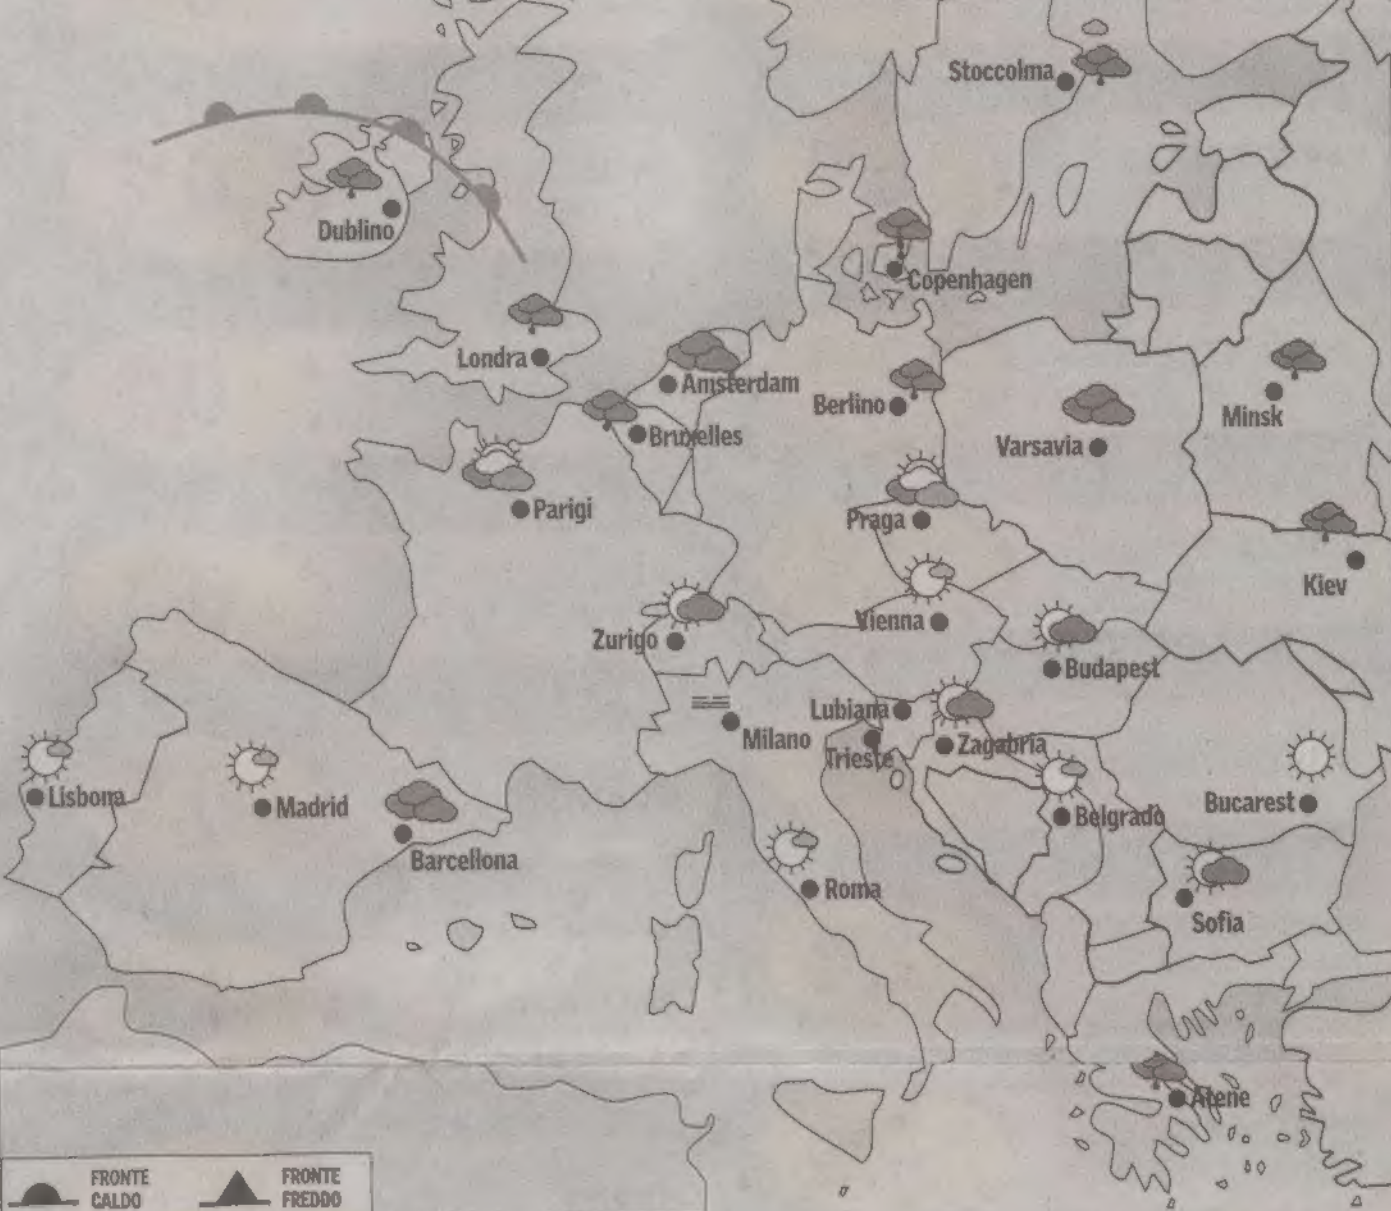 Stoccolma
Dublino
Copenhagen
Londra
Amsterdam
Berlino
Minsk
Bruxelles
Varsavia
Parigi
Praga
Kiev
Vienna
Zurigo
Budapest
Lubiana
Milano
Zagabria
Trieste
Lisbona
Madrid
Bucarest
Belgrado
Barcellona
Roma
Sofia
Atene
FRONTE
CALDO
FRONTE
FREDDO